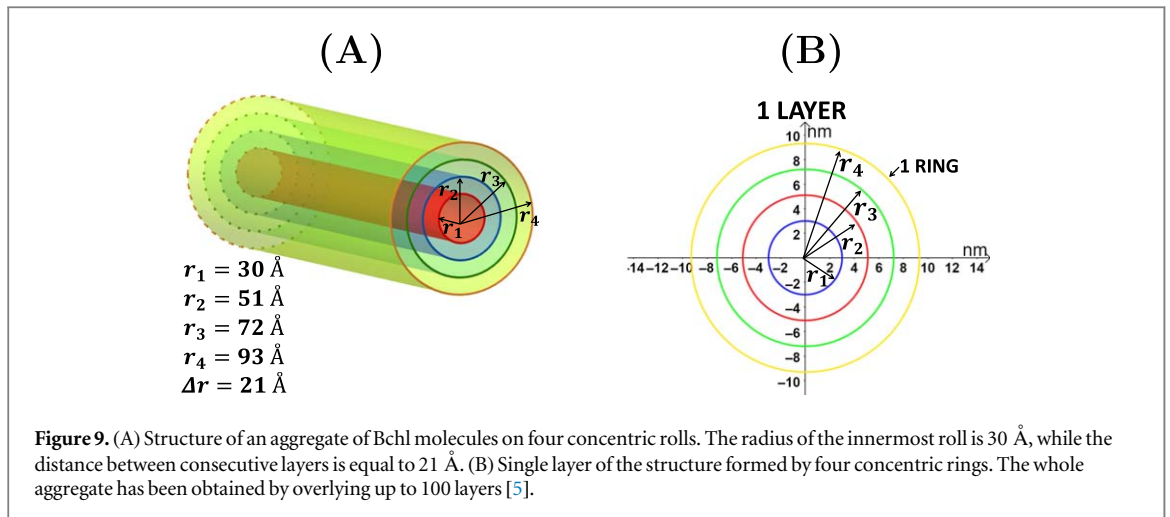 (A)
(B)
1 LAYER
nm
10
8
6
4
2
-2
-4
-6
-8
-10
-14 -12 -10 -8 -6 -4 -2 2 4 6 8 10 12 14
nm
1 RING
r₁
r₂
r₃
r₄
r₁
r₂
r₃
r₄
r₁ = 30 Å
r₂ = 51 Å
r₃ = 72 Å
r₄ = 93 Å
Δr = 21 Å
Figure 9. (A) Structure of an aggregate of Bchl molecules on four concentric rolls. The radius of the innermost roll is 30 Å, while the
distance between consecutive layers is equal to 21 Å. (B) Single layer of the structure formed by four concentric rings. The whole
aggregate has been obtained by overlying up to 100 layers [5].